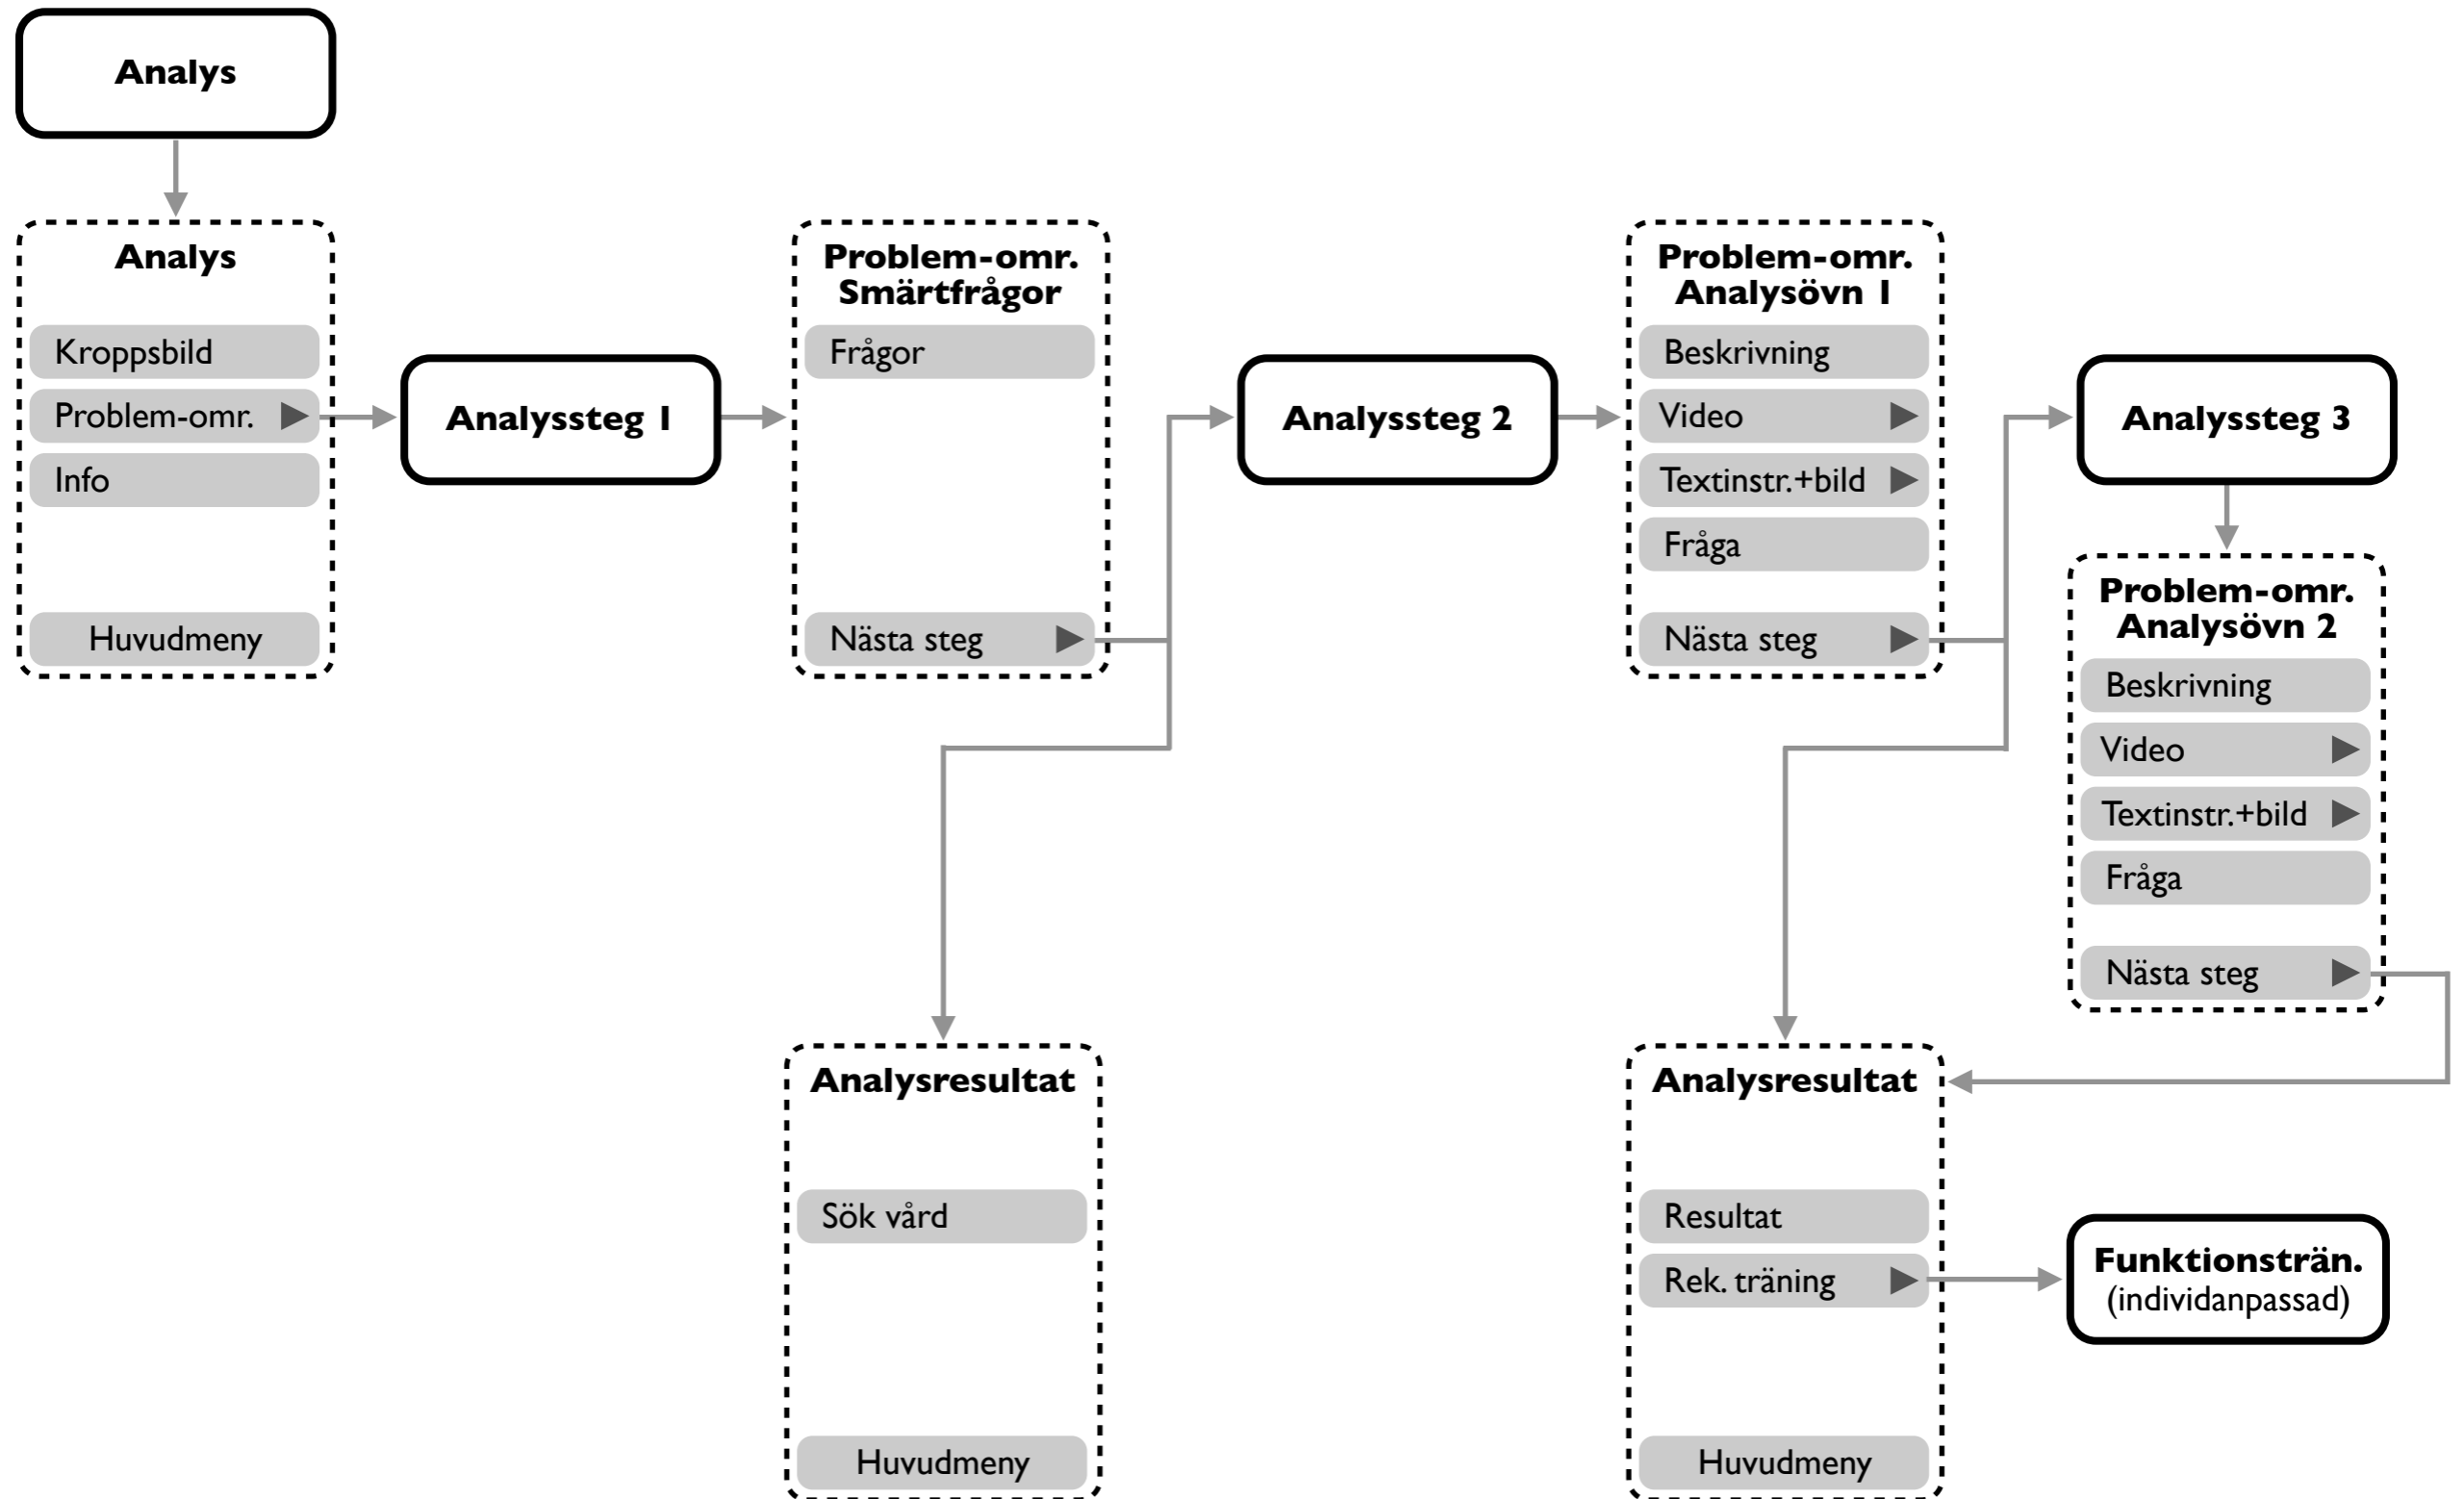 Analys
Analys
Kroppsbild
Problem-omr.
Info
Huvudmeny
Analyssteg 1
Problem-omr.
Smärtfrågor
Frågor
Nästa steg
Analyssteg 2
Problem-omr.
Analysövn 1
Beskrivning
Video
Textinstr.+bild
Fråga
Nästa steg
Analyssteg 3
Problem-omr.
Analysövn 2
Beskrivning
Video
Textinstr.+bild
Fråga
Nästa steg
Analysresultat
Sök vård
Huvudmeny
Analysresultat
Resultat
Rek. träning
Huvudmeny
Funktionsträn.
(individanpassad)